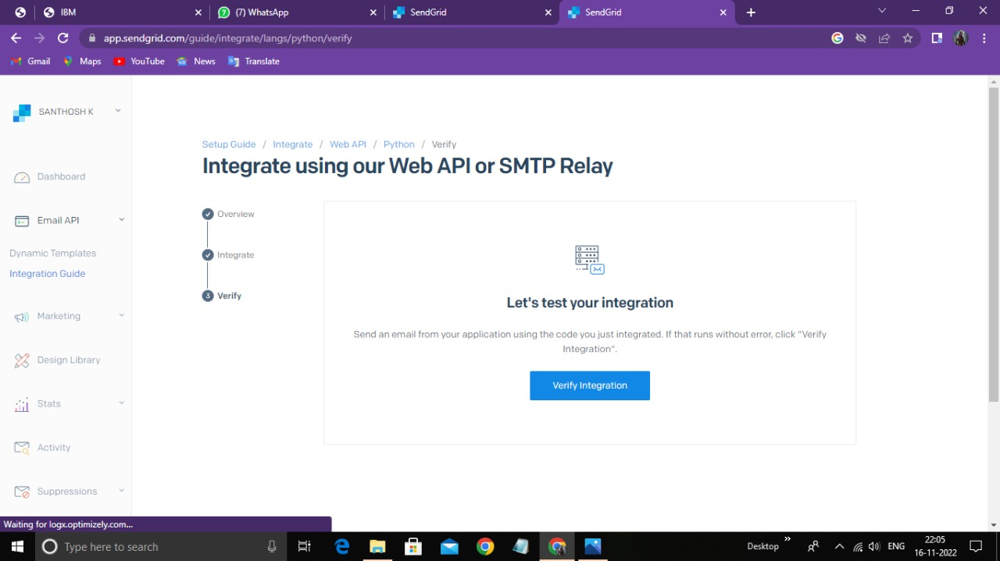 IBM
(7) WhatsApp
SendGrid
SendGrid
app.sendgrid.com/guide/integrate/langs/python/verify
Gmail
Maps
YouTube
News
Translate
SANTHOSH K
Dashboard
Email API
Dynamic Templates
Integration Guide
Marketing
Design Library
Stats
Activity
Suppressions
Setup Guide / Integrate / Web API / Python / Verify
Integrate using our Web API or SMTP Relay
Overview
Integrate
3 Verify
Let's test your integration
Send an email from your application using the code you just integrated. If that runs without error, click "Verify
Integration".
Verify Integration
Waiting for logx.optimizely.com...
Type here to search
Desktop
ENG
22:05
16-11-2022